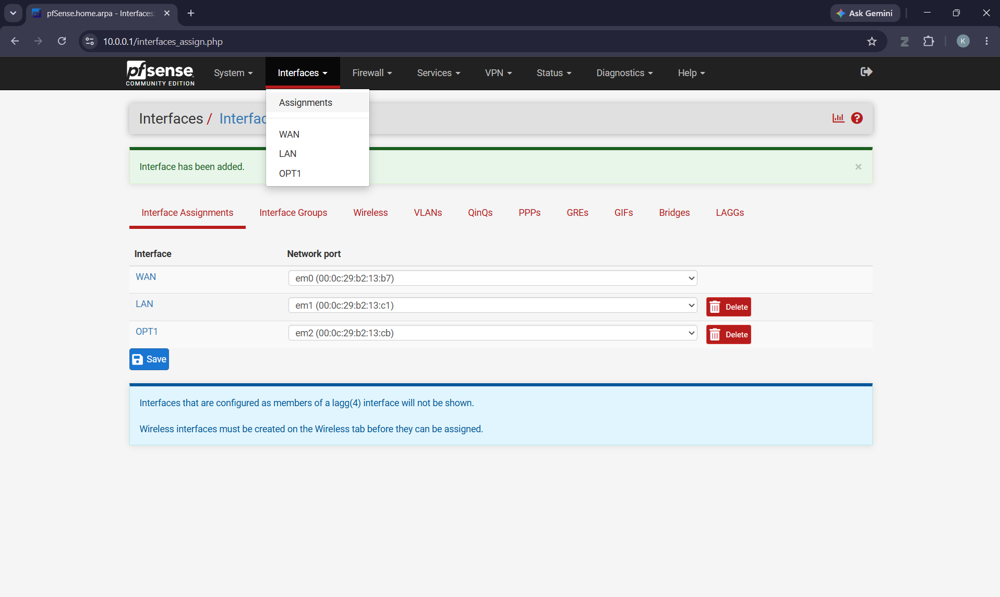 pfSense.home.arpa - Interfaces:
Ask Gemini
10.0.0.1/interfaces_assign.php
K
pfsense
COMMUNITY EDITION
System
Interfaces
Firewall
Services
VPN
Status
Diagnostics
Help
Assignments
WAN
LAN
OPT1
Interfaces / Interfac
Interface has been added.
×
Interface Assignments
Interface Groups
Wireless
VLANs
QinQs
PPPs
GREs
GIFs
Bridges
LAGGs
Interface Network port
WAN em0 (00:0c:29:b2:13:b7)
LAN em1 (00:0c:29:b2:13:c1) Delete
OPT1 em2 (00:0c:29:b2:13:cb) Delete
Save
Interfaces that are configured as members of a lagg(4) interface will not be shown.
Wireless interfaces must be created on the Wireless tab before they can be assigned.